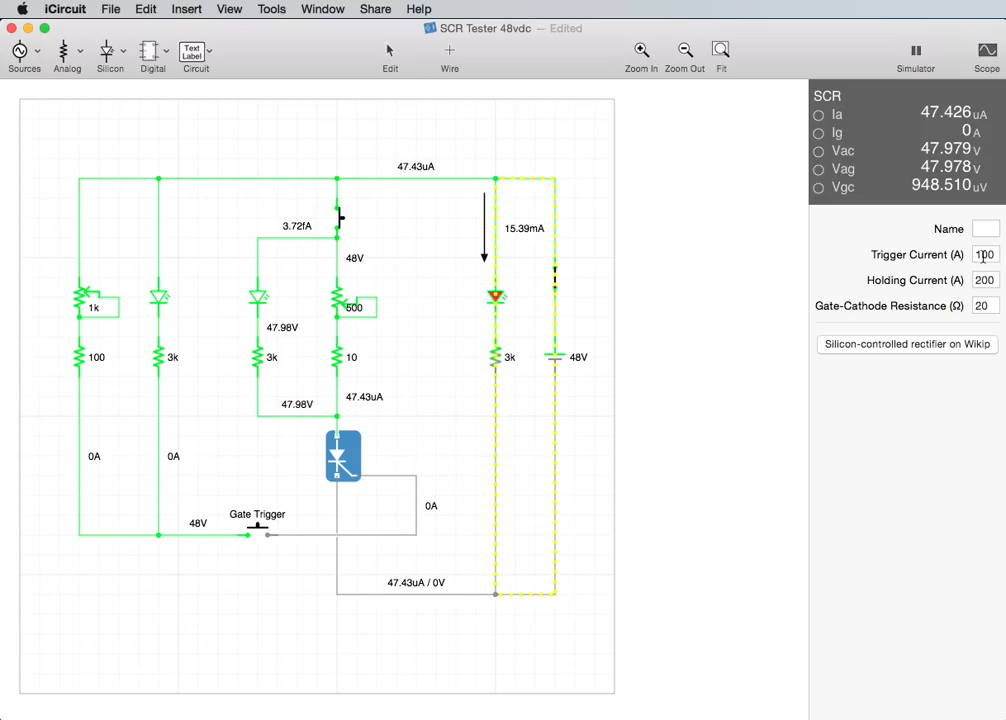 iCircuit File Edit Insert View Tools Window Share Help
SCR Tester 48vdc — Edited
Sources Analog Silicon Digital Text Label Circuit Edit Wire Zoom In Zoom Out Fit Simulator Scope
SCR
Ia 47.426 uA
Ig 0 A
Vac 47.979 V
Vag 47.978 V
Vgc 948.510 uV
Name
Trigger Current (A) 100
Holding Current (A) 200
Gate-Cathode Resistance (Ω) 20
Silicon-controlled rectifier on Wikip
47.43uA
3.72fA
15.39mA
48V
1k
500
47.98V
100
3k
3k
10
3k
48V
47.98V
47.43uA
0A
0A
0A
Gate Trigger
48V
47.43uA / 0V